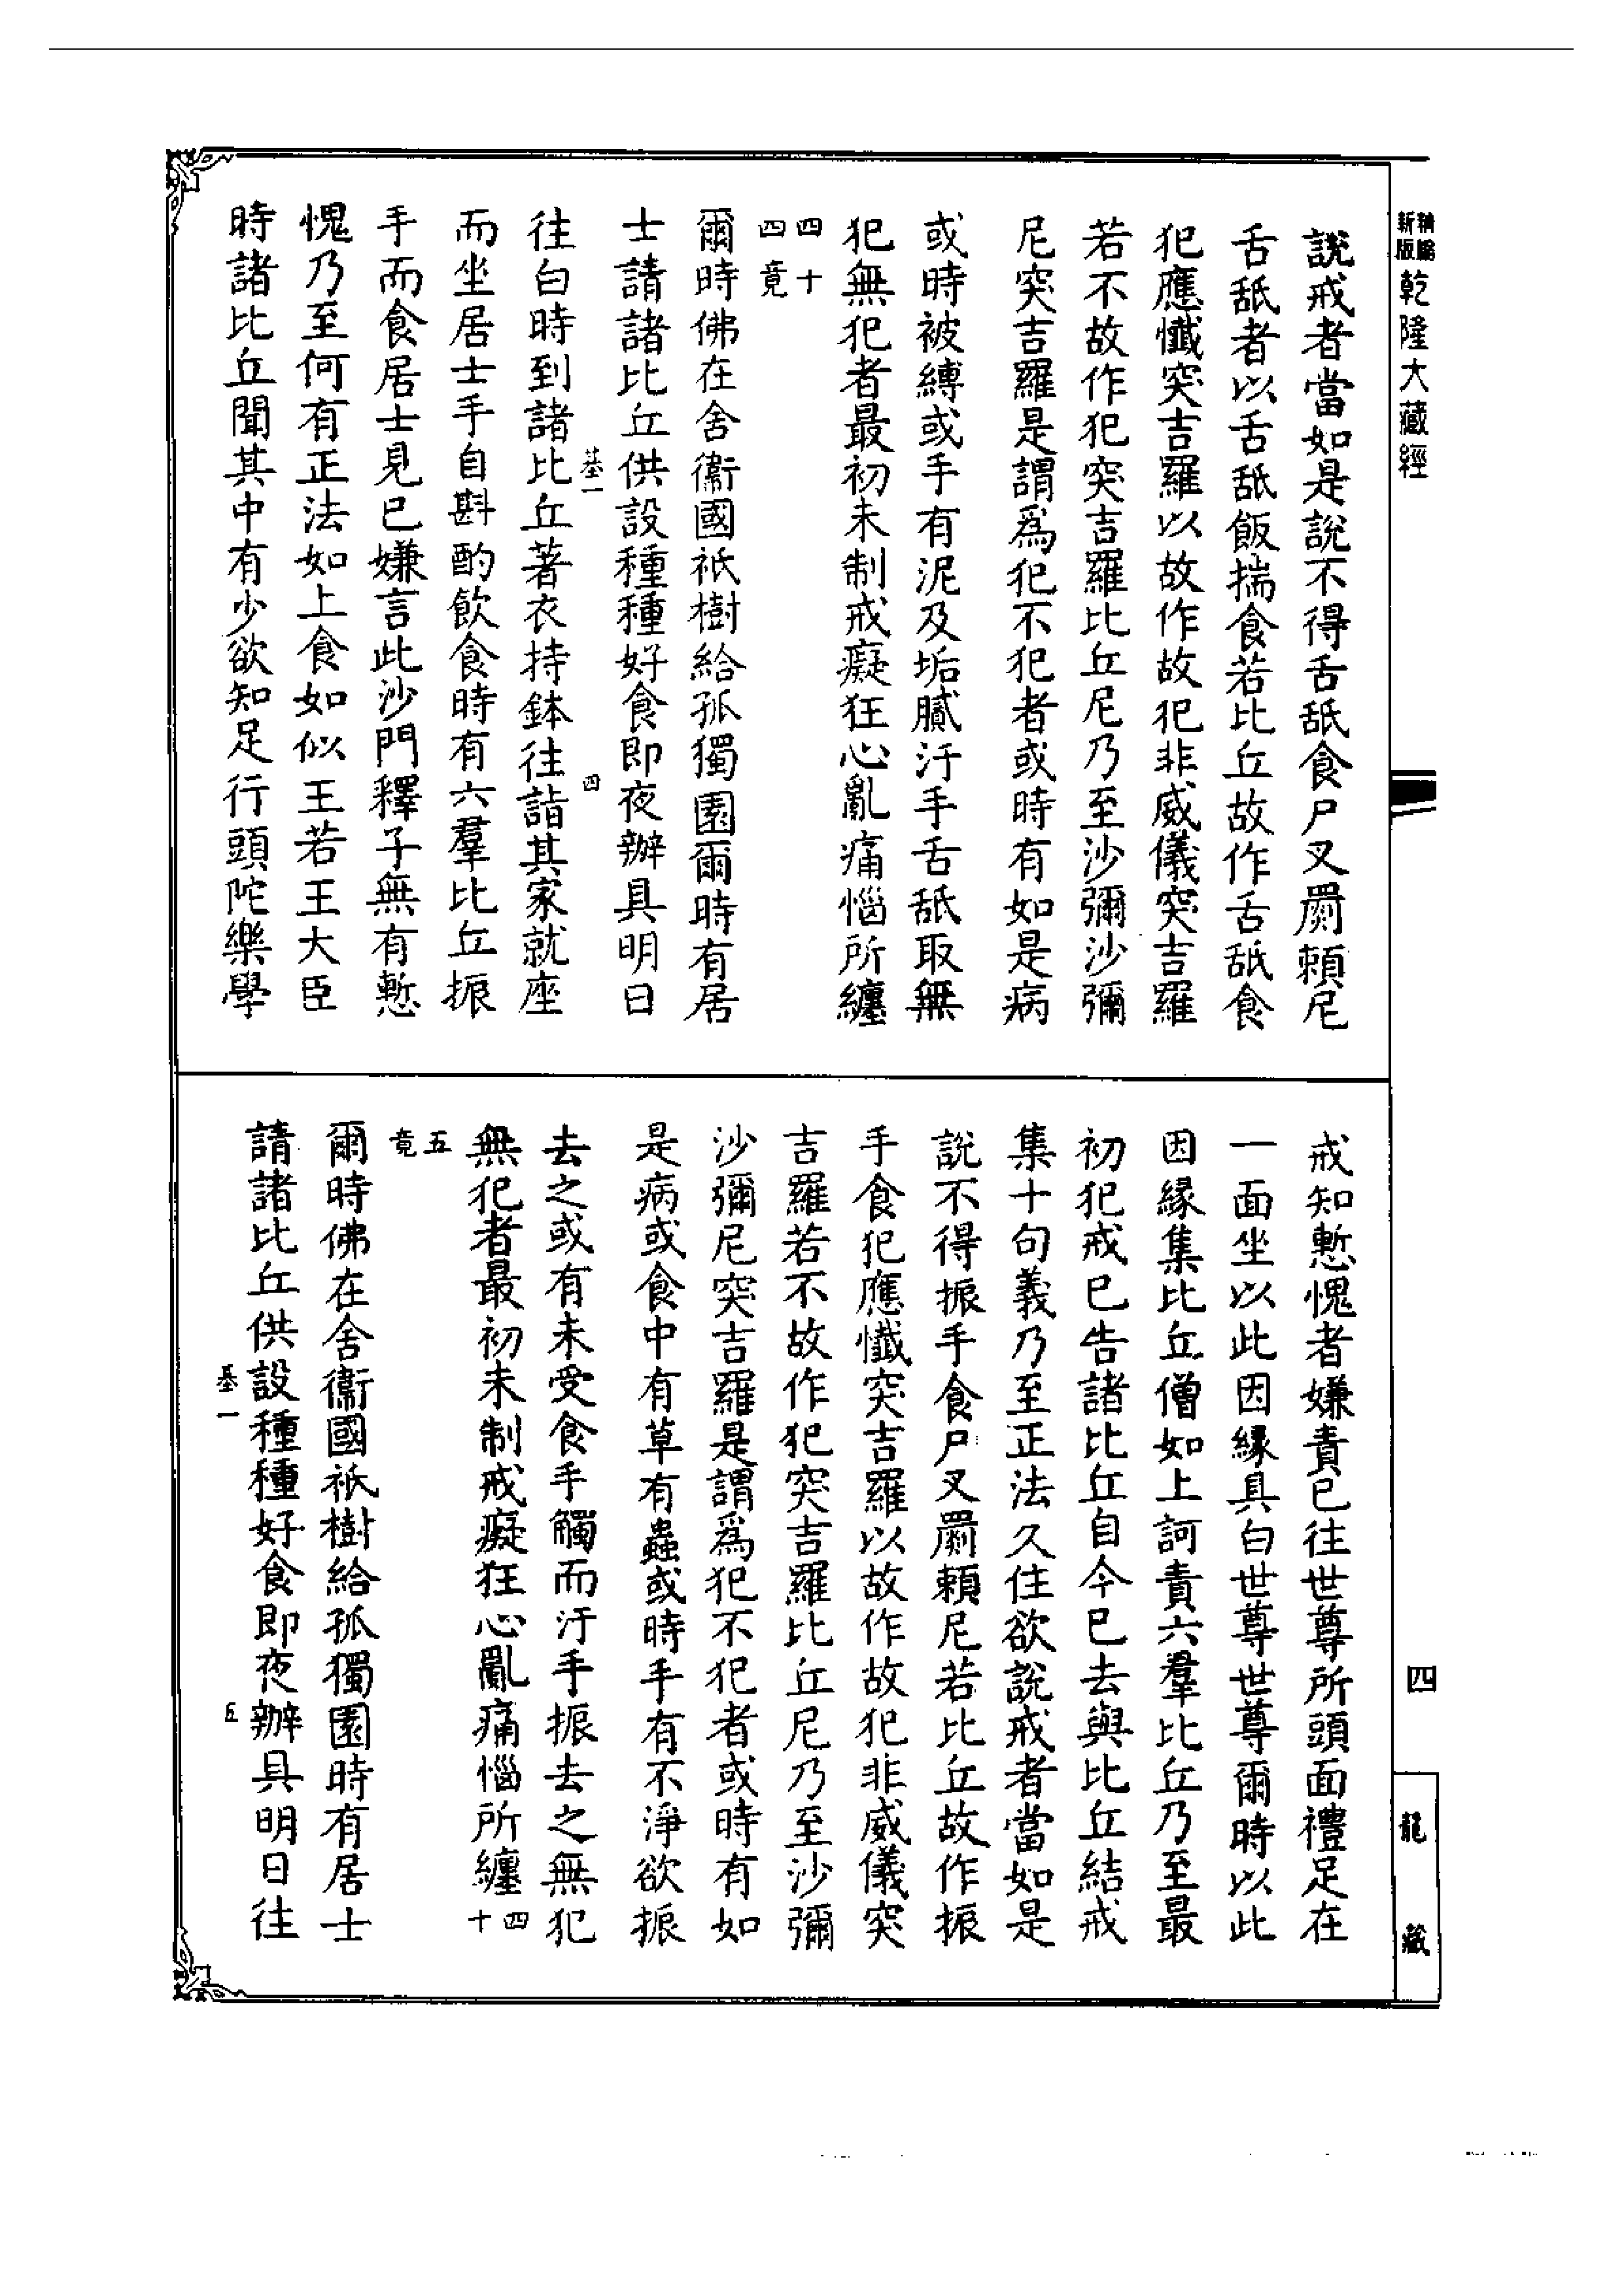 新版
精縮
乾隆大藏經
說戒者當如是說不得舌舐食尸叉罽賴尼
舌舐者以舌舐飯揣食若比丘故作舌舐食
犯應懺突吉羅以故作故犯非威儀突吉羅
若不故作犯突吉羅比丘尼乃至沙彌沙彌
尼突吉羅是謂爲犯不犯者或時有如是病
或時被縛或手有泥及垢膩汙手舌舐取無
犯無犯者最初未制戒癡狂心亂痛惱所纏
四十
四竟
爾時佛在舍衞國祇樹給孤獨園爾時有居
士請諸比丘供設種種好食即夜辦具明日
基一
四
往白時到諸比丘著衣持鉢往詣其家就座
而坐居士手自斟酌飲食時有六羣比丘振
手而食居士見已嫌言此沙門釋子無有慙
愧乃至何有正法如上食如似王若王大臣
時諸比丘聞其中有少欲知足行頭陀樂學
戒知慙愧者嫌責已往世尊所頭面禮足在
一面坐以此因緣具白世尊世尊爾時以此
因緣集比丘僧如上訶責六羣比丘乃至最
初犯戒已告諸比丘自今已去與比丘結戒
集十句義乃至正法久住欲說戒者當如是
說不得振手食尸叉罽賴尼若比丘故作振
手食犯應懺突吉羅以故作故犯非威儀突
吉羅若不故作犯突吉羅比丘尼乃至沙彌
沙彌尼突吉羅是謂爲犯不犯者或時有如
是病或食中有草有蟲或時手有不淨欲振
去之或有未受食手觸而汙手振去之無犯
無犯者最初未制戒癡狂心亂痛惱所纏四十
五
竟
爾時佛在舍衞國祇樹給孤獨園時有居士
請諸比丘供設種種好食即夜辦具明日往
基一
五
四
龍藏